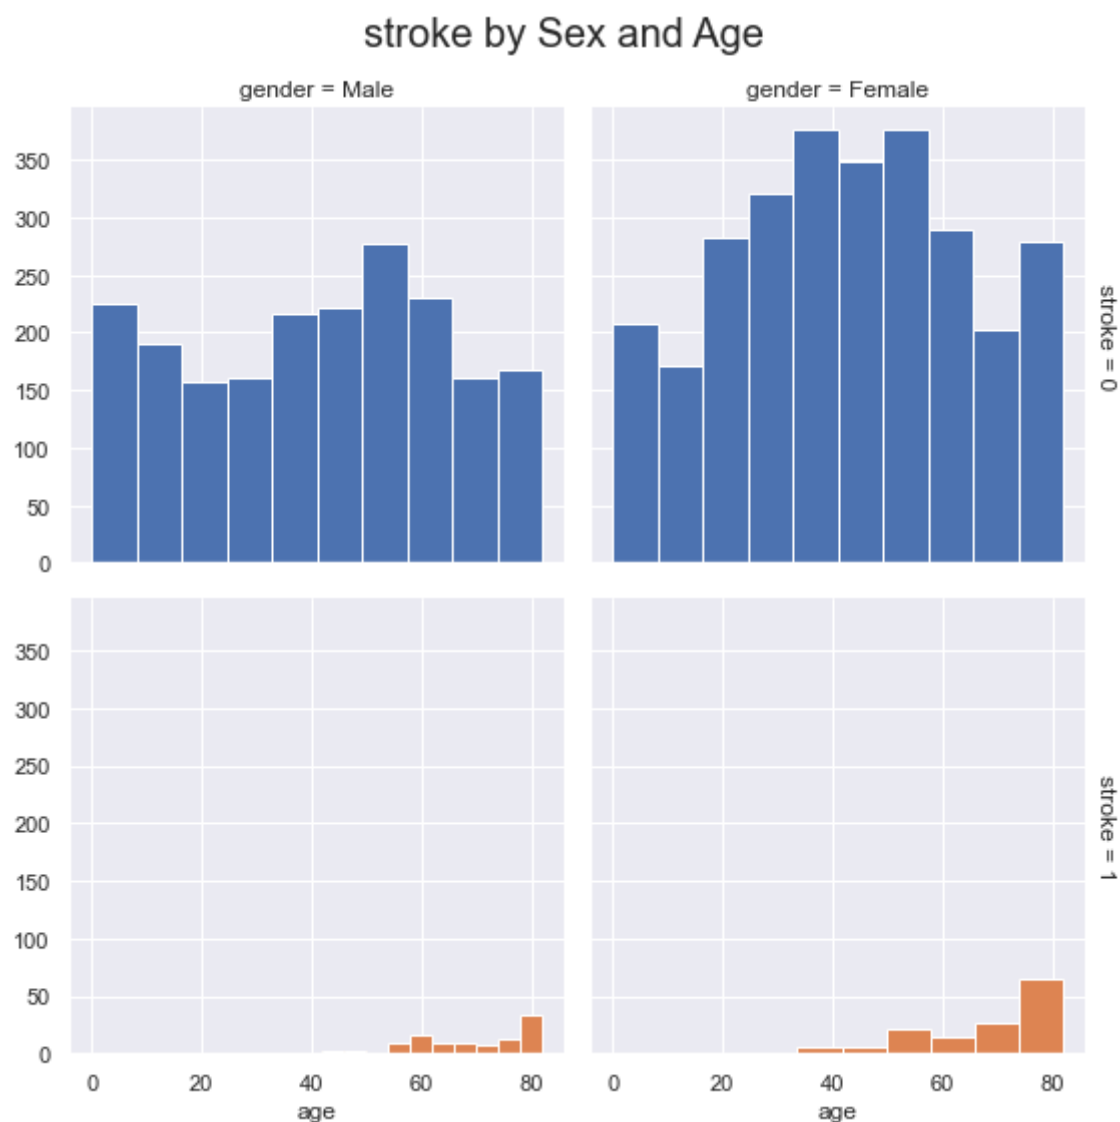 stroke by Sex and Age
gender = Male
gender = Female
350
300
250
200
150
100
50
0
stroke = 0
350
300
250
200
150
100
50
0
stroke = 1
0 20 40 60 80
age
0 20 40 60 80
age